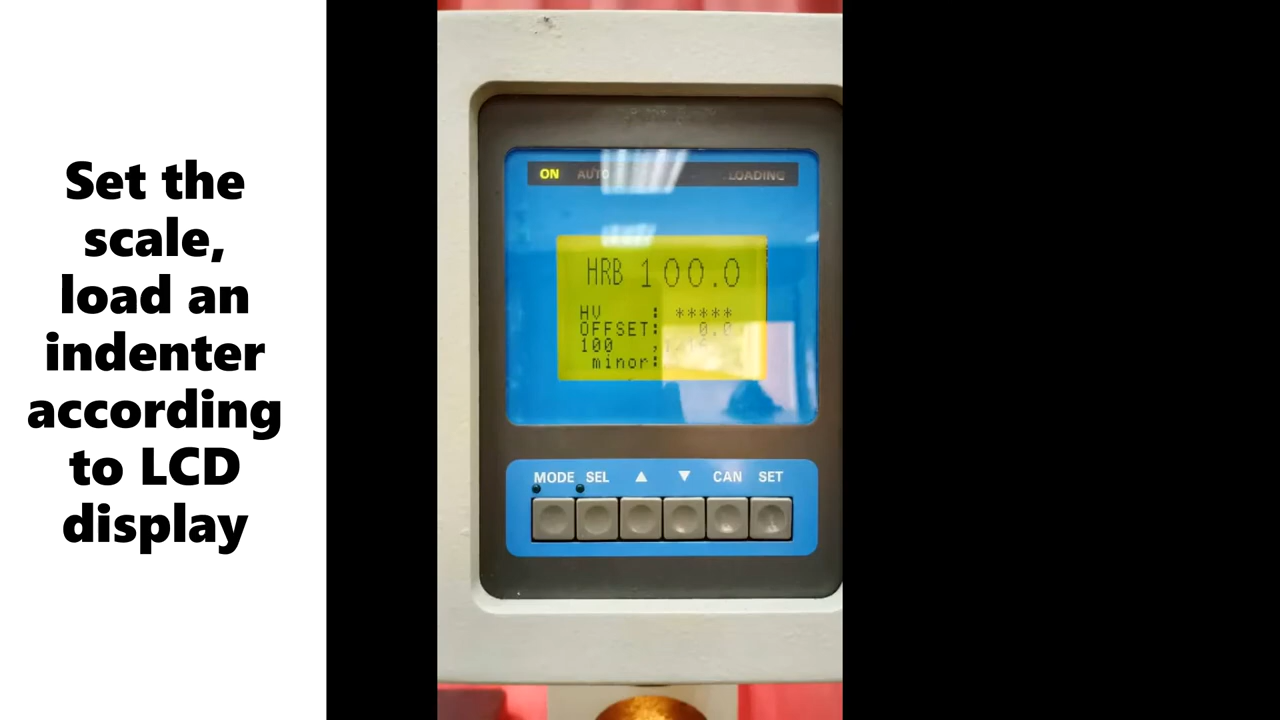 Set the
scale,
load an
indenter
according
to LCD
display
ON AUTO LOADING
HRB 100.0
HV : *****
OFFSET: 0.0
100 ,
minor:
MODE SEL ▲ ▼ CAN SET